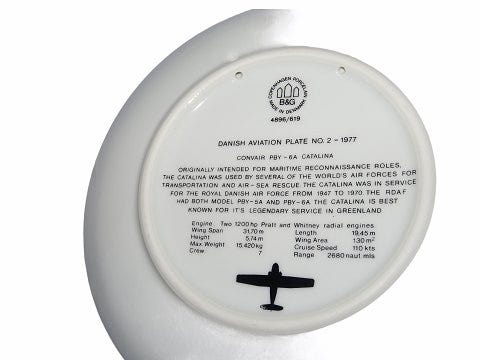 COPENHAGEN PORCELAIN
B&G
MADE IN DENMARK
4896/619
DANISH AVIATION PLATE NO. 2 - 1977
CONVAIR PBY - 6A CATALINA
ORIGINALLY INTENDED FOR MARITIME RECONNAISSANCE ROLES,
THE CATALINA WAS USED BY SEVERAL OF THE WORLD'S AIR FORCES FOR
TRANSPORTATION AND AIR - SEA RESCUE. THE CATALINA WAS IN SERVICE
FOR THE ROYAL DANISH AIR FORCE FROM 1947 TO 1970. THE RDAF
HAD BOTH MODEL PBY-5A AND PBY-6A. THE CATALINA IS BEST
KNOWN FOR IT'S LEGENDARY SERVICE IN GREENLAND
Engine Two 1200 hp Pratt and Whitney radial engines
Wing Span 31,70 m Length 19,45 m
Height 5,74 m Wing Area 130 m²
Max. Weight 15.420 kg Cruise Speed 110 kts
Crew 7 Range 2680 naut mls